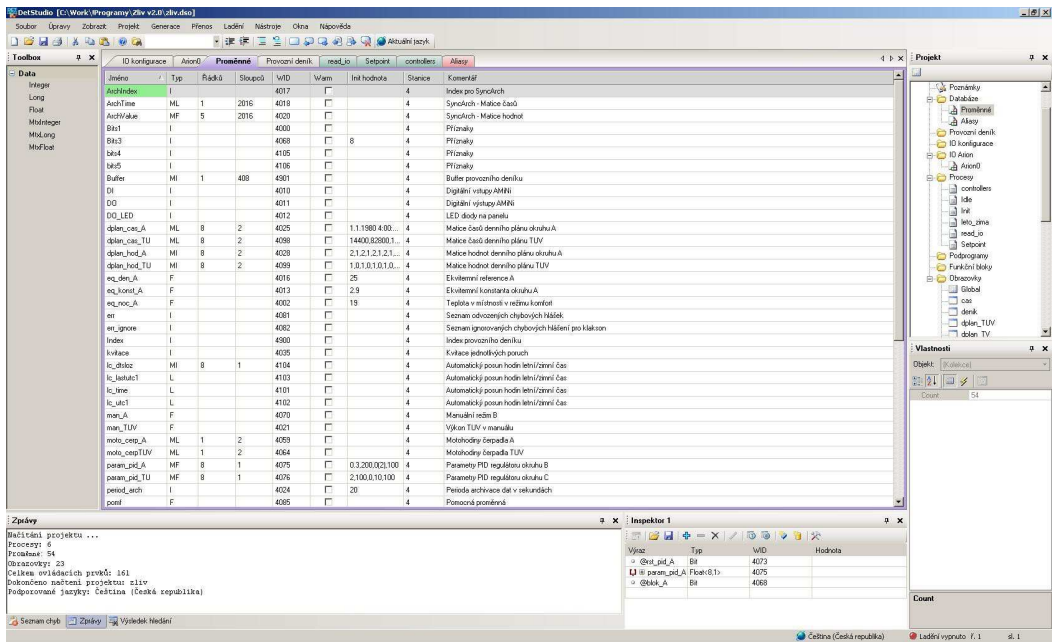 DetStudio [C:\Work\!Programy\Zliv v2.0\zliv.dso]
Soubor Úpravy Zobrazit Projekt Generace Přenos Ladění Nástroje Okna Nápověda
Aktuální jazyk
Toolbox
Data
Integer
Long
Float
MtxInteger
MtxLong
MtxFloat
IO konfigurace Arion0 Proměnné Provozní deník read_io Setpoint controllers Aliasy
Jméno Typ Řádků Sloupců WID Warm Init hodnota Stanice Komentář
ArchIndex I 4017 4 Index pro SyncArch
ArchTime ML 1 2016 4018 4 SyncArch - Matice časů
ArchValue MF 5 2016 4020 4 SyncArch - Matice hodnot
Bits1 I 4000 4 Příznaky
Bits3 I 4068 8 4 Příznaky
bits4 I 4105 4 Příznaky
bits5 I 4106 4 Příznaky
Buffer MI 1 408 4901 4 Buffer provozního deníku
DI I 4010 4 Digitální vstupy AMiNi
DO I 4011 4 Digitální výstupy AMiNi
DO_LED I 4012 4 LED diody na panelu
dplan_cas_A ML 8 2 4025 1.1.1980 4:00:... 4 Matice časů denního plánu okruhu A
dplan_cas_TU ML 8 2 4098 14400,82800,1... 4 Matice časů denního plánu TUV
dplan_hod_A MI 8 2 4028 2,1,2,1,2,1,2,1,... 4 Matice hodnot denního plánu okruhu A
dplan_hod_TU MI 8 2 4099 1,0,1,0,1,0,1,0,... 4 Matice hodnot denního plánu TUV
eq_den_A F 4016 25 4 Ekvitermní reference A
eq_konst_A F 4013 2.9 4 Ekvitermní konstanta okruhu A
eq_noc_A F 4002 19 4 Teplota v místnosti v režimu komfort
err I 4081 4 Seznam odvozených chybových hlášek
err_ignore I 4082 4 Seznam ignorovaných chybových hlášení pro klakson
Index I 4900 4 Index provozního deníku
kvitace I 4035 4 Kvitace jednotlivých poruch
lc_dtsloz MI 8 1 4104 4 Automatický posun hodin letní/zimní čas
lc_lastutc1 L 4103 4 Automatický posun hodin letní/zimní čas
lc_time L 4101 4 Automatický posun hodin letní/zimní čas
lc_utc1 L 4102 4 Automatický posun hodin letní/zimní čas
man_A F 4070 4 Manuální režim B
man_TUV F 4021 4 Výkon TUV v manuálu
moto_cerp_A ML 1 2 4059 4 Motohodiny čerpadla A
moto_cerpTUV ML 1 2 4064 4 Motohodiny čerpadla TUV
param_pid_A MF 8 1 4075 0.3,200,0(2),100 4 Parametry PID regulátoru okruhu B
param_pid_TU MF 8 1 4076 2,100,0,10,100 4 Parametry PID regulátoru okruhu C
period_arch I 4024 20 4 Perioda archivace dat v sekundách
pomf F 4085 4 Pomocná proměnná
Projekt
Poznámky
Databáze
Proměnné
Aliasy
Provozní deník
IO konfigurace
IO Arion
Arion0
Procesy
controllers
Idle
Init
leto_zima
read_io
Setpoint
Podprogramy
Funkční bloky
Obrazovky
Global
cas
denik
dplan_TUV
dplan_TV
Vlastnosti
Objekt: (Kolekce)
Count 54
Count
Zprávy
Načítání projektu ...
Procesy: 6
Proměnné: 54
Obrazovky: 23
Celkem ovládacích prvků: 161
Dokončeno načtení projektu: zliv
Podporované jazyky: Čeština (Česká republika)
Seznam chyb Zprávy Výsledek hledání
Inspektor 1
Výraz Typ WID Hodnota
@rst_pid_A Bit 4073
param_pid_A Float<8,1> 4075
@blok_A Bit 4068
Čeština (Česká republika) Ladění vypnuto ř. 1 sl. 1